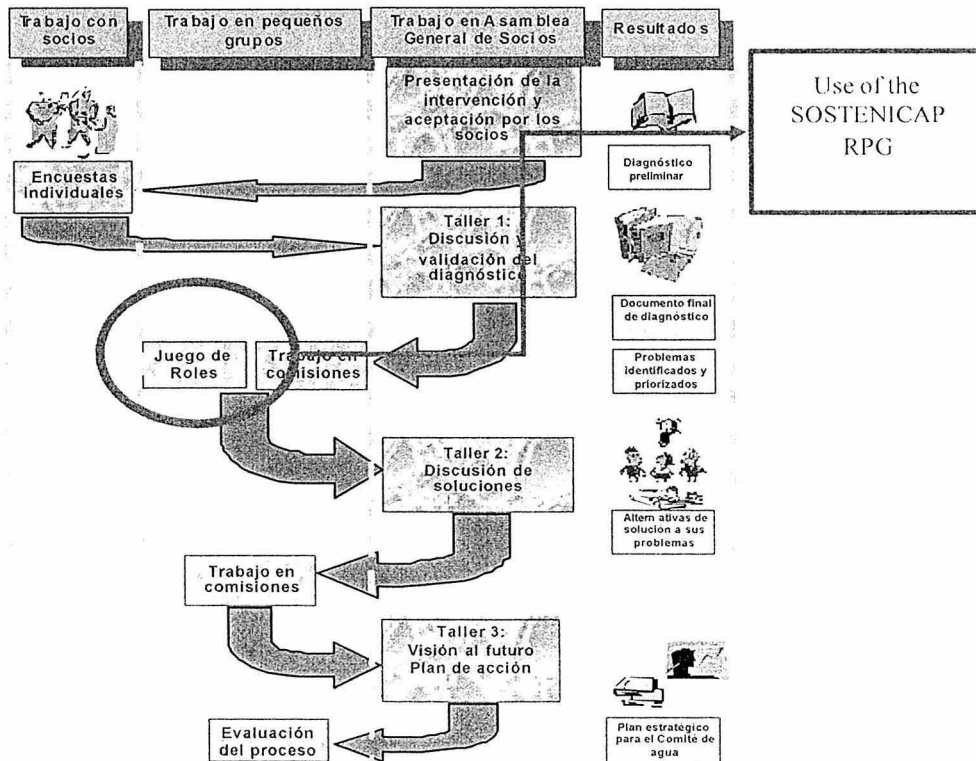 Trabajo con
socios
Trabajo en pequeños
grupos
Trabajo en Asamblea
General de Socios
Resultados
Presentación de la
intervención y
aceptación por los
socios
Use of the
SOSTENICAP
RPG
Diagnóstico
preliminar
Encuestas
individuales
Taller 1:
Discusión y
validación del
diagnóstico
Documento final
de diagnóstico
Juego de
Roles
Trabajo en
comisiones
Problemas
identificados y
priorizados
Taller 2:
Discusión de
soluciones
Alternativas de
solución a sus
problemas
Trabajo en
comisiones
Taller 3:
Visión al futuro
Plan de acción
Evaluación
del proceso
Plan estratégico
para el Comité de
agua